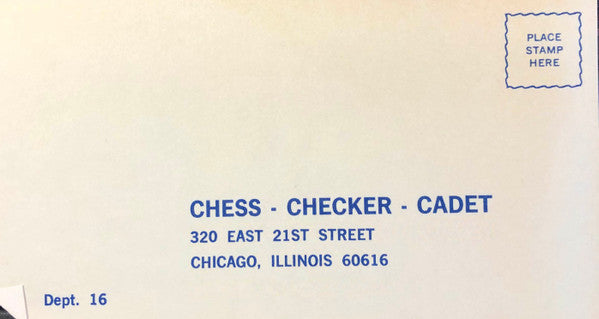 PLACE
STAMP
HERE
CHESS - CHECKER - CADET
320 EAST 21ST STREET
CHICAGO, ILLINOIS 60616
Dept. 16